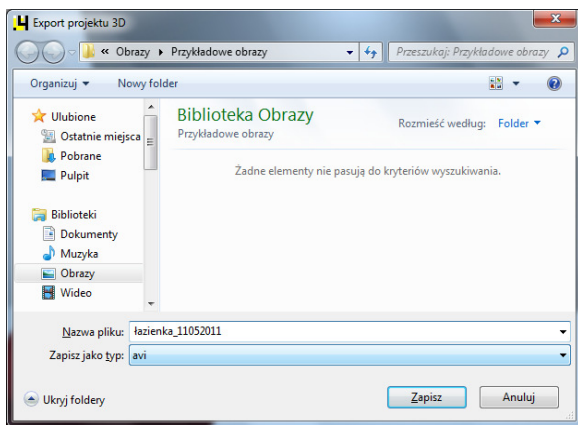 Export projektu 3D
« Obrazy ▸ Przykładowe obrazy
Przeszukaj: Przykładowe obrazy
Organizuj
Nowy folder
Ulubione
Ostatnie miejsca
Pobrane
Pulpit
Biblioteki
Dokumenty
Muzyka
Obrazy
Wideo
Biblioteka Obrazy
Przykładowe obrazy
Rozmieść według: Folder
Żadne elementy nie pasują do kryteriów wyszukiwania.
Nazwa pliku: łazienka_11052011
Zapisz jako typ: avi
Ukryj foldery
Zapisz
Anuluj